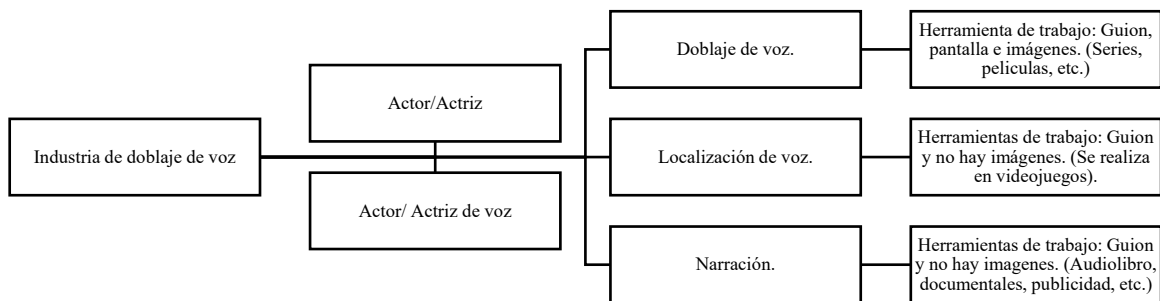 Industria de doblaje de voz
Actor/Actriz
Actor/ Actriz de voz
Doblaje de voz.
Herramienta de trabajo: Guion,
pantalla e imágenes. (Series,
peliculas, etc.)
Localización de voz.
Herramientas de trabajo: Guion
y no hay imágenes. (Se realiza
en videojuegos).
Narración.
Herramientas de trabajo: Guion
y no hay imagenes. (Audiolibro,
documentales, publicidad, etc.)